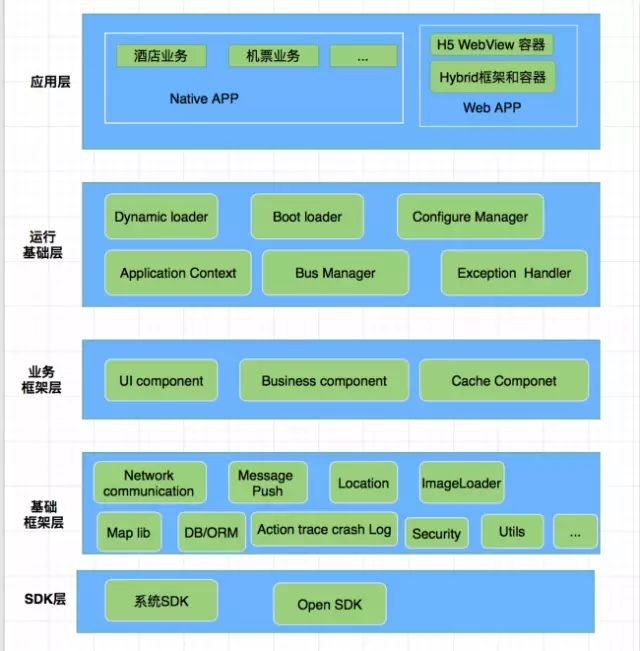 应用层
酒店业务
机票业务
...
Native APP
H5 WebView 容器
Hybrid框架和容器
Web APP
运行
基础层
Dynamic loader
Boot loader
Configure Manager
Application Context
Bus Manager
Exception Handler
业务
框架层
UI component
Business component
Cache Componet
基础
框架层
Network
communication
Message
Push
Location
ImageLoader
Map lib
DB/ORM
Action trace crash Log
Security
Utils
...
SDK层
系统SDK
Open SDK